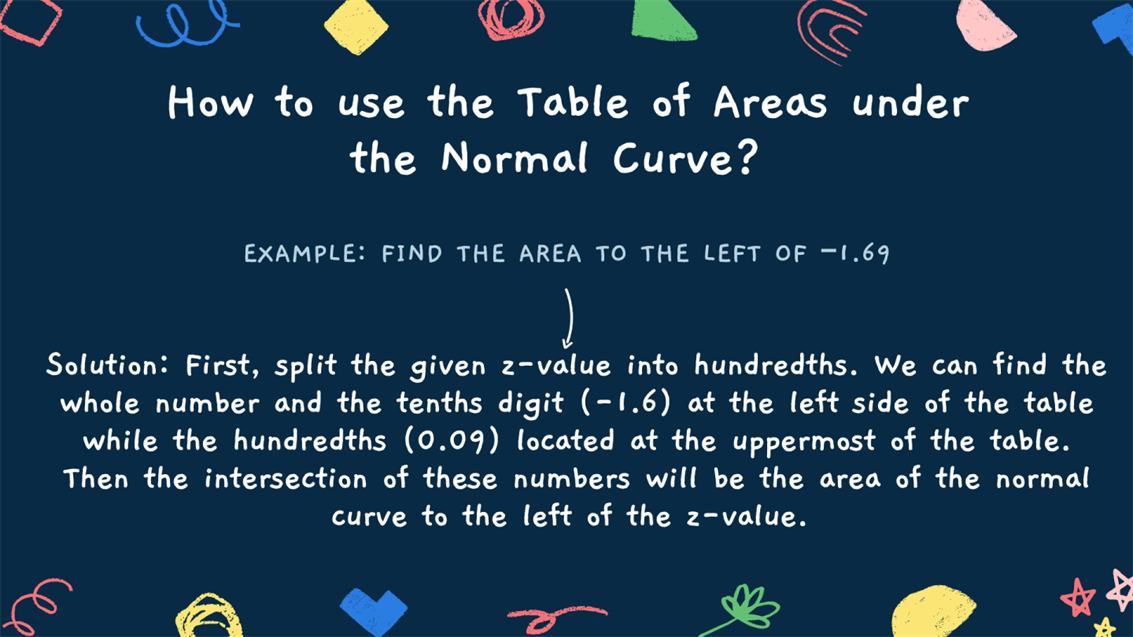 How to use the Table of Areas under
the Normal Curve?
EXAMPLE: FIND THE AREA TO THE LEFT OF -1.69
Solution: First, split the given z-value into hundredths. We can find the
whole number and the tenths digit (-1.6) at the left side of the table
while the hundredths (0.09) located at the uppermost of the table.
Then the intersection of these numbers will be the area of the normal
curve to the left of the z-value.